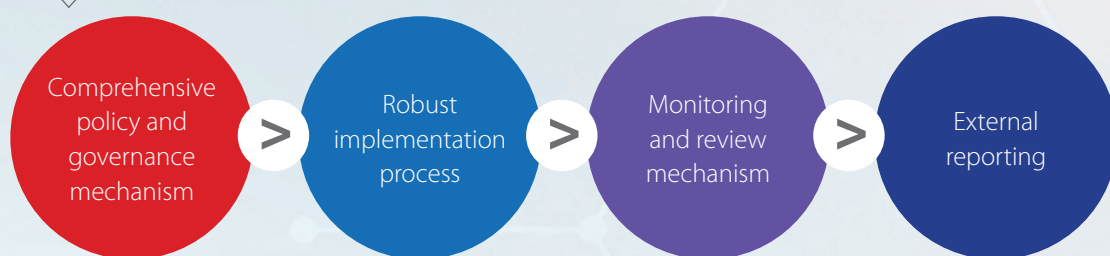 Comprehensive
policy and
governance
mechanism
>
Robust
implementation
process
>
Monitoring
and review
mechanism
>
External
reporting